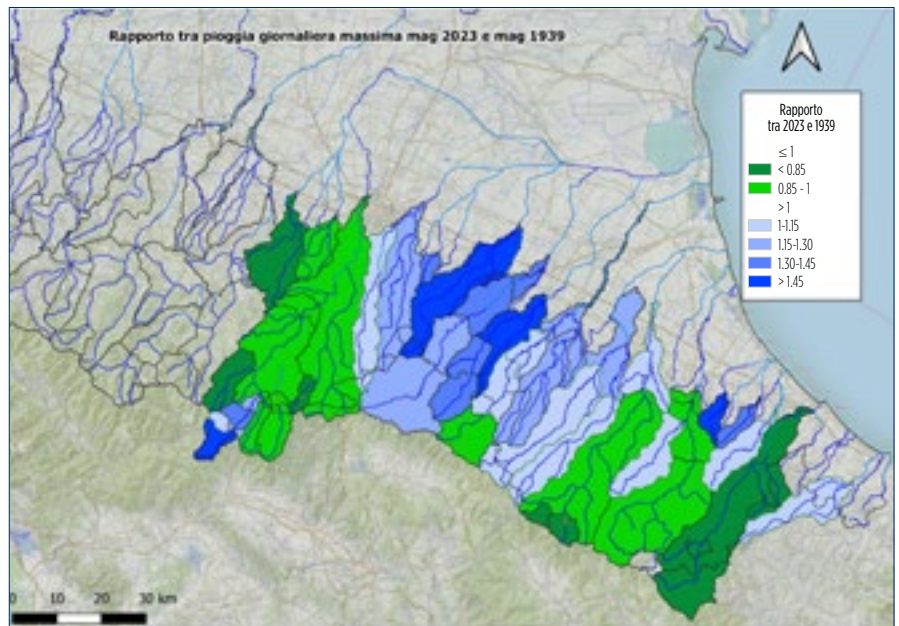 Rapporto tra pioggia giornaliera massima mag 2023 e mag 1939
Rapporto
tra 2023 e 1939
≤ 1
< 0.85
0.85 - 1
> 1
1-1.15
1.15-1.30
1.30-1.45
> 1.45
0 10 20 30 km